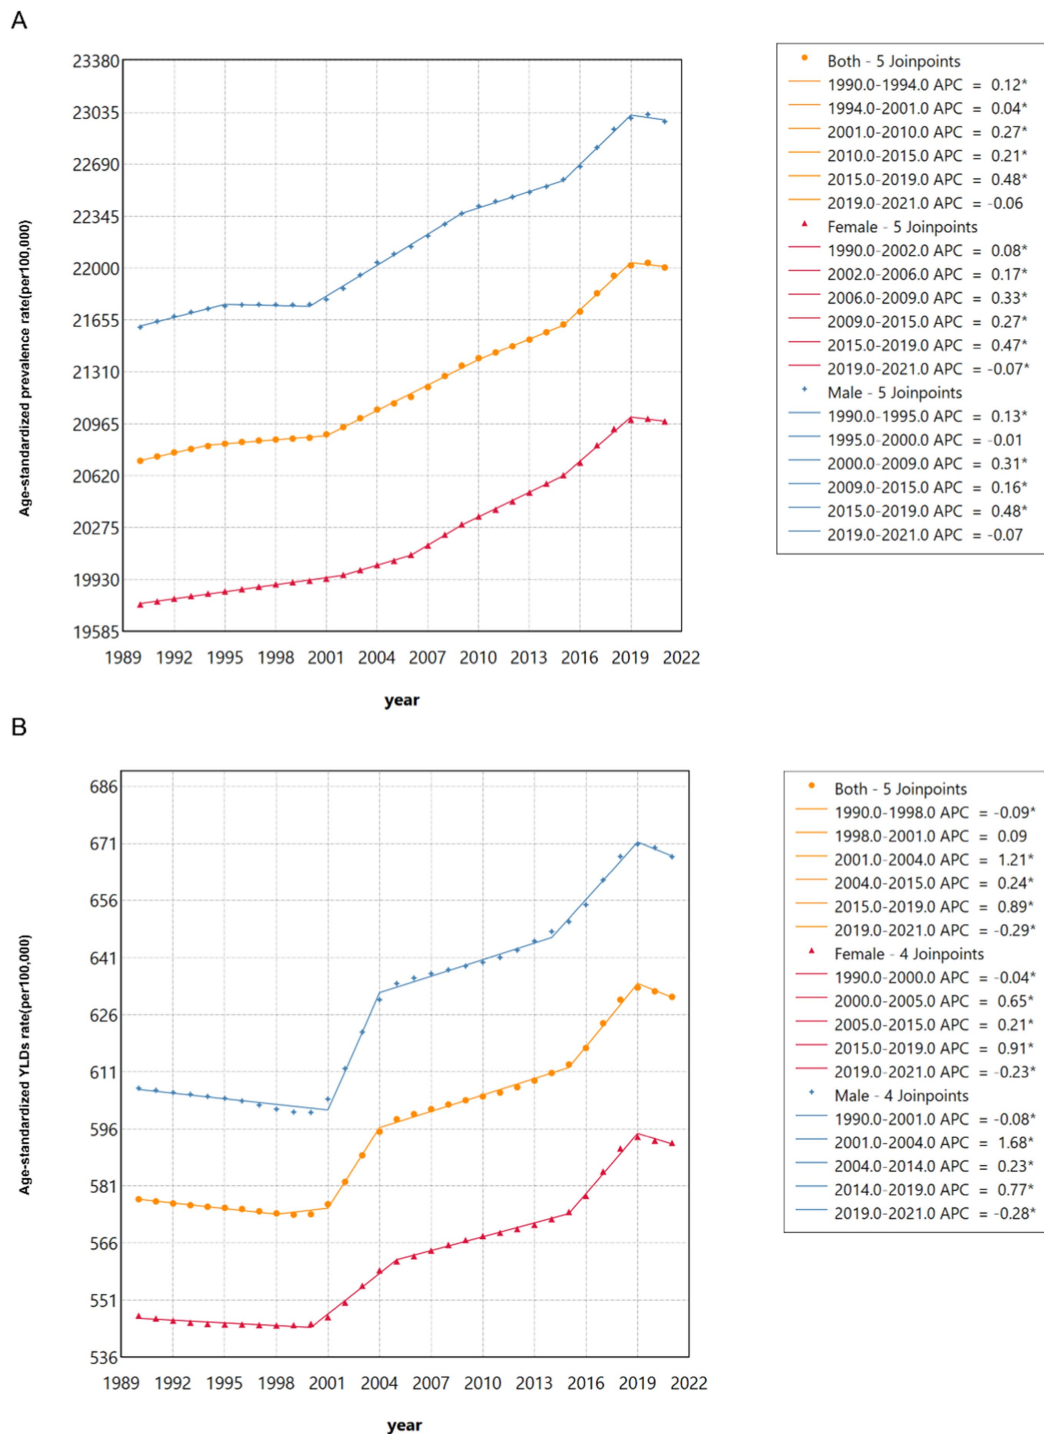 A
Age-standardized prevalence rate(per100,000)
23380
23035
22690
22345
22000
21655
21310
20965
20620
20275
19930
19585
1989 1992 1995 1998 2001 2004 2007 2010 2013 2016 2019 2022
year
Both - 5 Joinpoints
1990.0-1994.0 APC = 0.12*
1994.0-2001.0 APC = 0.04*
2001.0-2010.0 APC = 0.27*
2010.0-2015.0 APC = 0.21*
2015.0-2019.0 APC = 0.48*
2019.0-2021.0 APC = -0.06
Female - 5 Joinpoints
1990.0-2002.0 APC = 0.08*
2002.0-2006.0 APC = 0.17*
2006.0-2009.0 APC = 0.33*
2009.0-2015.0 APC = 0.27*
2015.0-2019.0 APC = 0.47*
2019.0-2021.0 APC = -0.07*
Male - 5 Joinpoints
1990.0-1995.0 APC = 0.13*
1995.0-2000.0 APC = -0.01
2000.0-2009.0 APC = 0.31*
2009.0-2015.0 APC = 0.16*
2015.0-2019.0 APC = 0.48*
2019.0-2021.0 APC = -0.07
B
Age-standardized YLDs rate(per100,000)
686
671
656
641
626
611
596
581
566
551
536
1989 1992 1995 1998 2001 2004 2007 2010 2013 2016 2019 2022
year
Both - 5 Joinpoints
1990.0-1998.0 APC = -0.09*
1998.0-2001.0 APC = 0.09
2001.0-2004.0 APC = 1.21*
2004.0-2015.0 APC = 0.24*
2015.0-2019.0 APC = 0.89*
2019.0-2021.0 APC = -0.29*
Female - 4 Joinpoints
1990.0-2000.0 APC = -0.04*
2000.0-2005.0 APC = 0.65*
2005.0-2015.0 APC = 0.21*
2015.0-2019.0 APC = 0.91*
2019.0-2021.0 APC = -0.23*
Male - 4 Joinpoints
1990.0-2001.0 APC = -0.08*
2001.0-2004.0 APC = 1.68*
2004.0-2014.0 APC = 0.23*
2014.0-2019.0 APC = 0.77*
2019.0-2021.0 APC = -0.28*